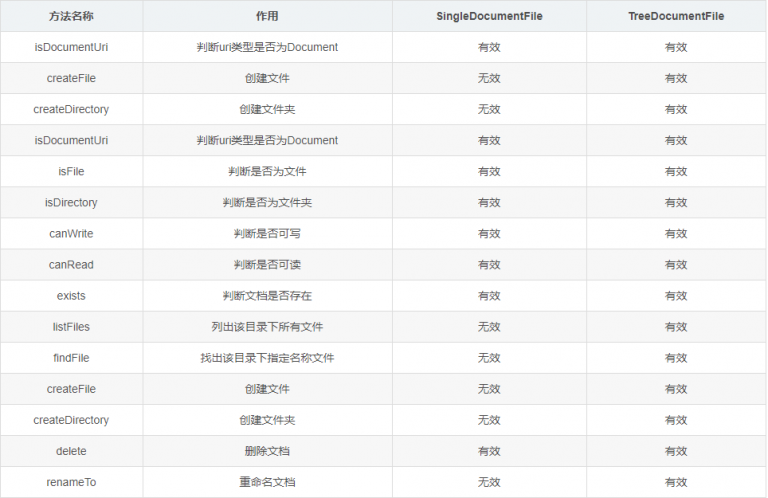 方法名称 作用 SingleDocumentFile TreeDocumentFile
isDocumentUri 判断uri类型是否为Document 有效 有效
createFile 创建文件 无效 有效
createDirectory 创建文件夹 无效 有效
isDocumentUri 判断uri类型是否为Document 有效 有效
isFile 判断是否为文件 有效 有效
isDirectory 判断是否为文件夹 有效 有效
canWrite 判断是否可写 有效 有效
canRead 判断是否可读 有效 有效
exists 判断文档是否存在 有效 有效
listFiles 列出该目录下所有文件 无效 有效
findFile 找出该目录下指定名称文件 无效 有效
createFile 创建文件 无效 有效
createDirectory 创建文件夹 无效 有效
delete 删除文档 有效 有效
renameTo 重命名文档 无效 有效